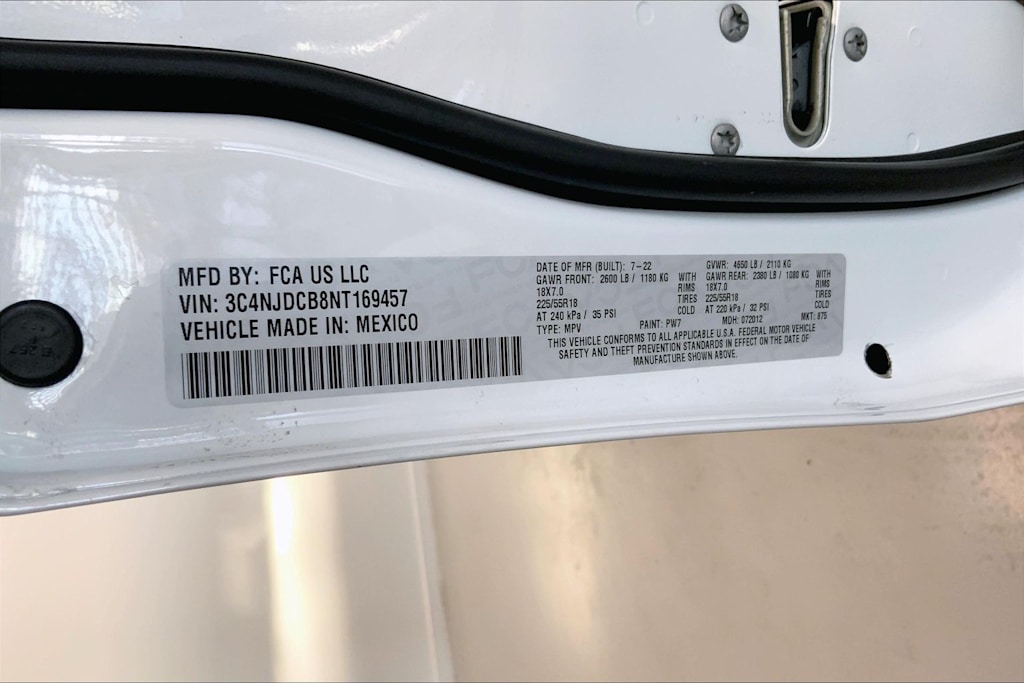 MFD BY: FCA US LLC
VIN: 3C4NJDCB8NT169457
VEHICLE MADE IN: MEXICO
DATE OF MFR (BUILT): 7-22 GVWR: 4650 LB / 2110 KG
GAWR FRONT: 2600 LB / 1180 KG WITH GAWR REAR: 2380 LB / 1080 KG WITH
18X7.0 RIMS 18X7.0 RIMS
225/55R18 TIRES 225/55R18 TIRES
AT 240 kPa / 35 PSI COLD AT 220 kPa / 32 PSI COLD
TYPE: MPV PAINT: PW7 MDH: 072012 MKT: 875
THIS VEHICLE CONFORMS TO ALL APPLICABLE U.S.A. FEDERAL MOTOR VEHICLE
SAFETY AND THEFT PREVENTION STANDARDS IN EFFECT ON THE DATE OF
MANUFACTURE SHOWN ABOVE.